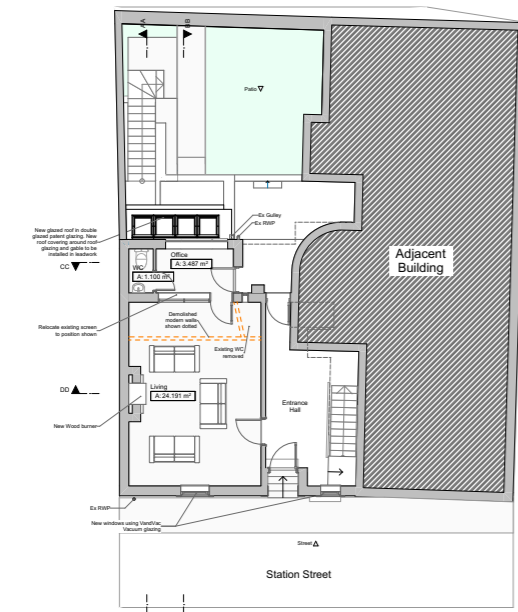 AA
BB
Patio
Ex Gulley
Ex RWP
New glazed roof in double
glazed patent glazing. New
roof covering around roof
glazing and gable to be
installed in leadwork
CC
Office
A: 3.487 m²
WC
A: 1.100 m²
Adjacent
Building
Relocate existing screen
to position shown
Demolished
modern walls
shown dotted
Existing WC
removed
DD
Living
A: 24.191 m²
New Wood burner
Entrance
Hall
Ex RWP
New windows using VandVac
Vacuum glazing
Street
Station Street